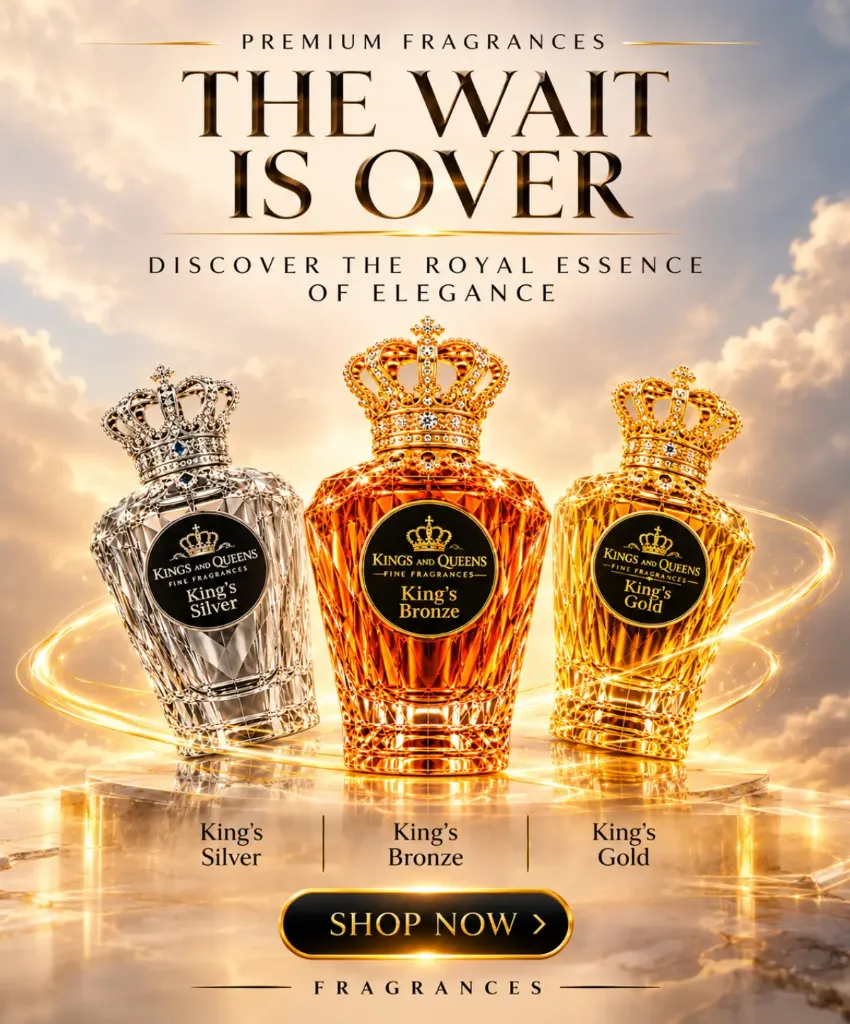 PREMIUM FRAGRANCES
THE WAIT
IS OVER
DISCOVER THE ROYAL ESSENCE
OF ELEGANCE
KINGS AND QUEENS
FINE FRAGRANCES
King's
Silver
KINGS AND QUEENS
FINE FRAGRANCES
King's
Bronze
KINGS AND QUEENS
FINE FRAGRANCES
King's
Gold
King's
Silver
King's
Bronze
King's
Gold
SHOP NOW >
FRAGRANCES